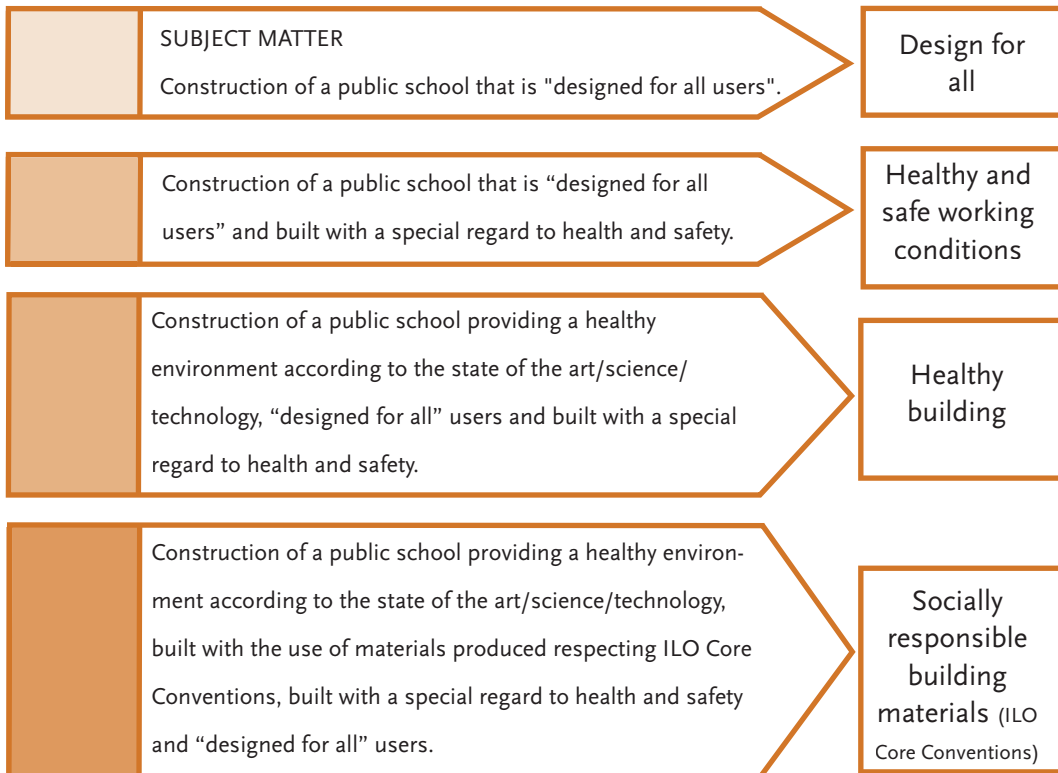 SUBJECT MATTER
Construction of a public school that is "designed for all users".
Design for
all
Construction of a public school that is “designed for all
users” and built with a special regard to health and safety.
Healthy and
safe working
conditions
Construction of a public school providing a healthy
environment according to the state of the art/science/
technology, “designed for all” users and built with a special
regard to health and safety.
Healthy
building
Construction of a public school providing a healthy environ-
ment according to the state of the art/science/technology,
built with the use of materials produced respecting ILO Core
Conventions, built with a special regard to health and safety
and “designed for all” users.
Socially
responsible
building
materials (ILO
Core Conventions)